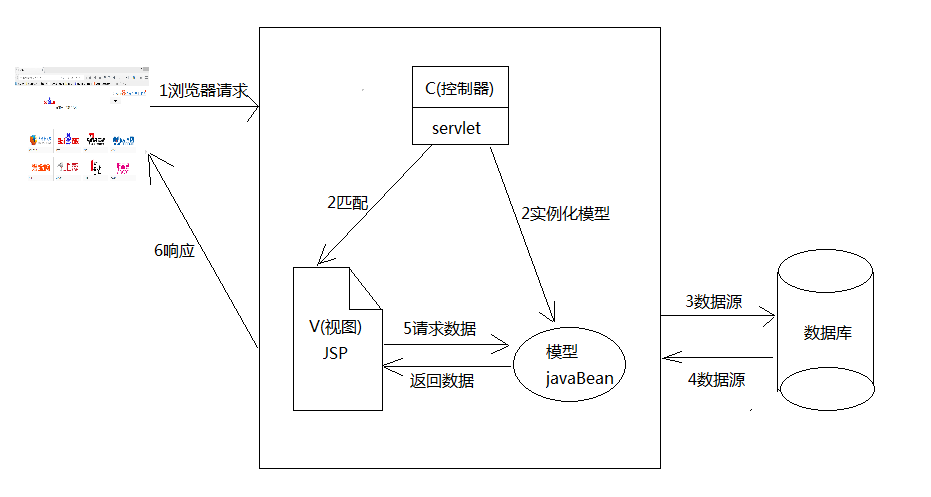 1浏览器请求
C(控制器)
servlet
2匹配
2实例化模型
6响应
V(视图)
JSP
5请求数据
返回数据
模型
javaBean
3数据源
4数据源
数据库